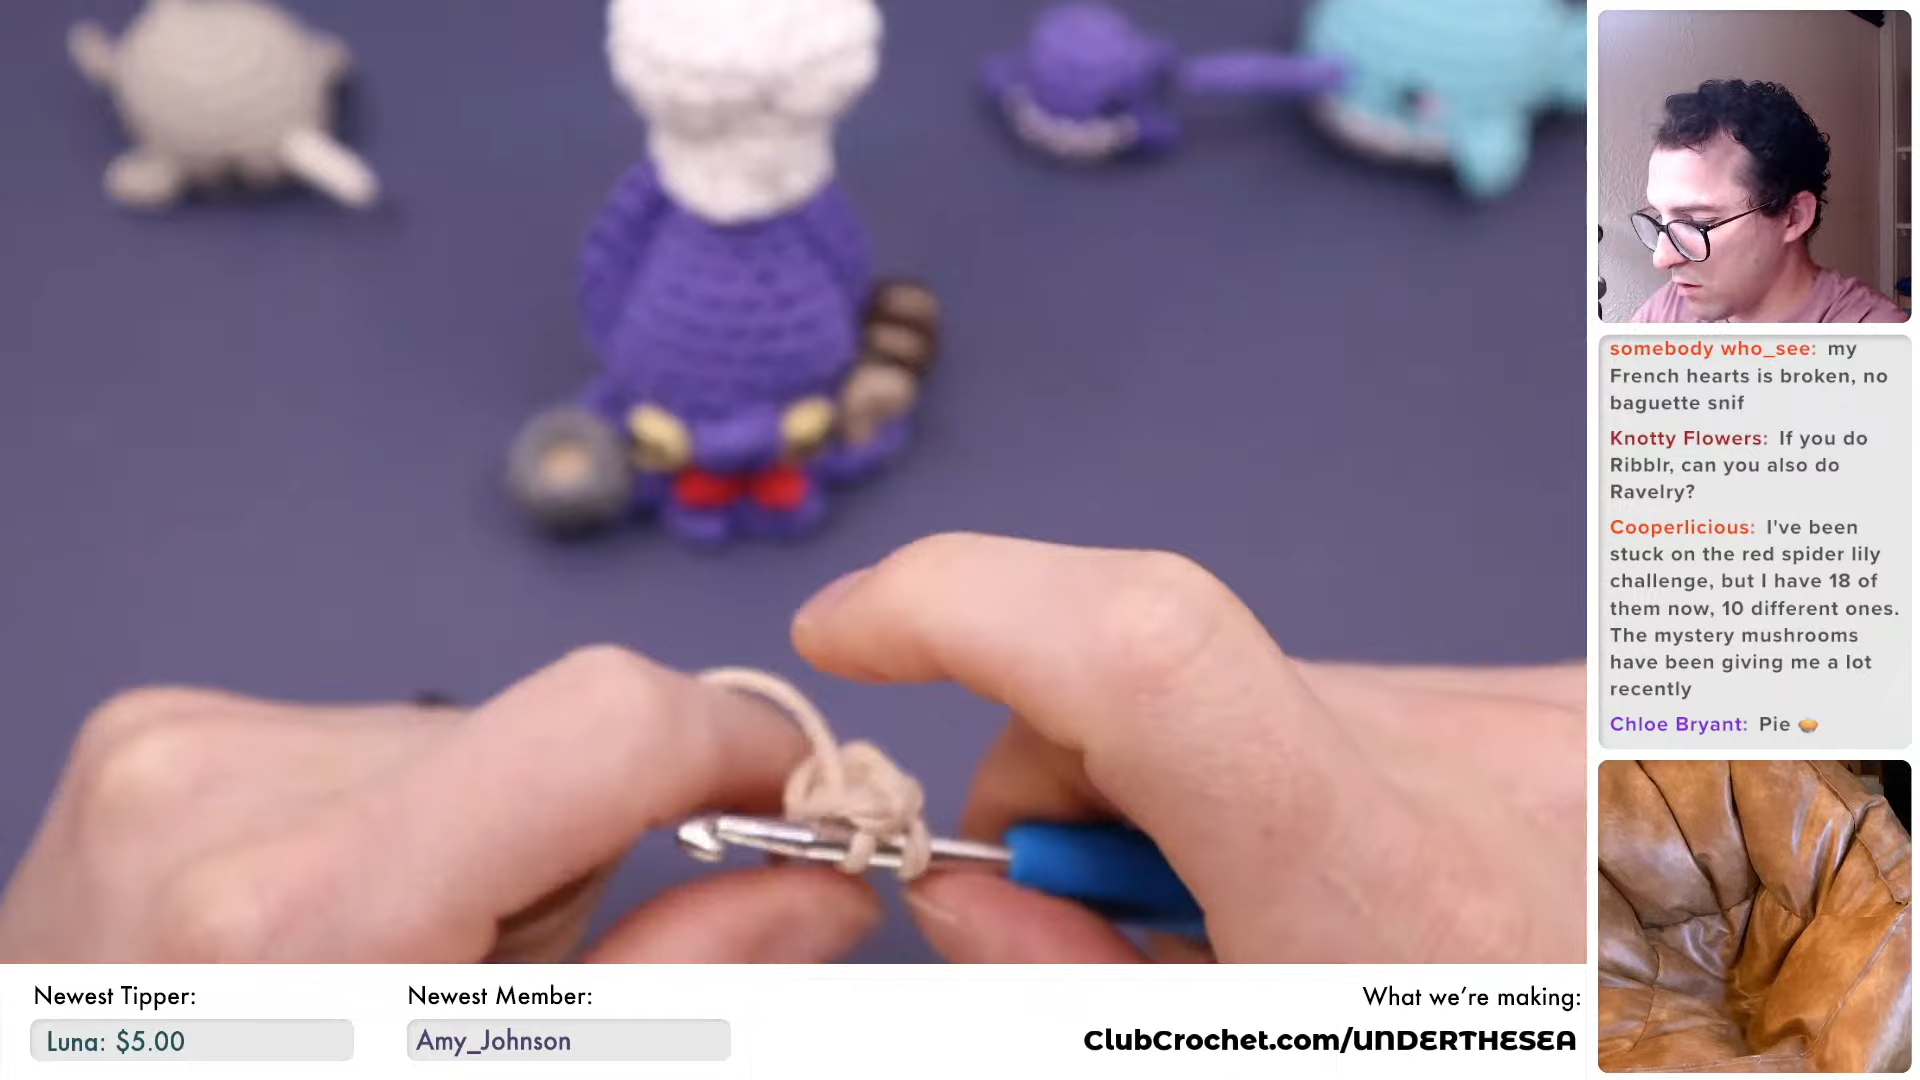 somebody who_see: my
French hearts is broken, no
baguette snif
Knotty Flowers: If you do
Ribblr, can you also do
Ravelry?
Cooperlicious: I've been
stuck on the red spider lily
challenge, but I have 18 of
them now, 10 different ones.
The mystery mushrooms
have been giving me a lot
recently
Chloe Bryant: Pie 🥧
Newest Tipper:
Luna: $5.00
Newest Member:
Amy_Johnson
What we’re making:
ClubCrochet.com/UNDERTHESEA